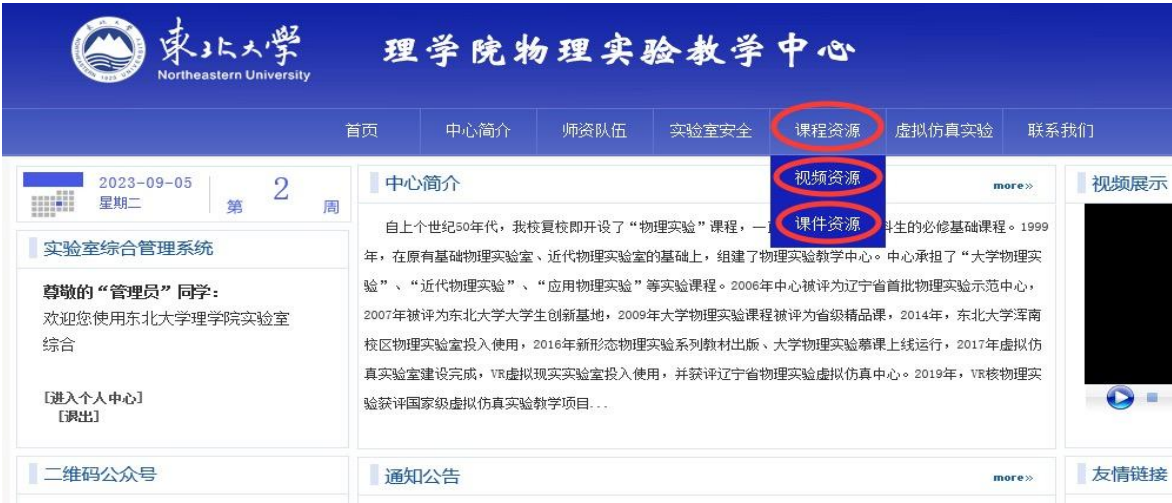 東北大學
Northeastern University
理学院物理实验教学中心
首页 中心简介 师资队伍 实验室安全 课程资源 虚拟仿真实验 联系我们
视频资源
课件资源
2023-09-05
星期二
第 2 周
实验室综合管理系统
尊敬的“管理员”同学：
欢迎您使用东北大学理学院实验室
综合
[进入个人中心]
[退出]
二维码公众号
中心简介 more»
自上个世纪50年代，我校复校即开设了“物理实验”课程，一 生的必修基础课程。1999
年，在原有基础物理实验室、近代物理实验室的基础上，组建了物理实验教学中心。中心承担了“大学物理实
验”、“近代物理实验”、“应用物理实验”等实验课程。2006年中心被评为辽宁省首批物理实验示范中心，
2007年被评为东北大学大学生创新基地，2009年大学物理实验课程被评为省级精品课，2014年，东北大学浑南
校区物理实验室投入使用，2016年新形态物理实验系列教材出版、大学物理实验慕课上线运行，2017年虚拟仿
真实验室建设完成，VR虚拟现实实验室投入使用，并获评辽宁省物理实验虚拟仿真中心。2019年，VR核物理实
验获评国家级虚拟仿真实验教学项目...
通知公告 more»
视频展示
友情链接